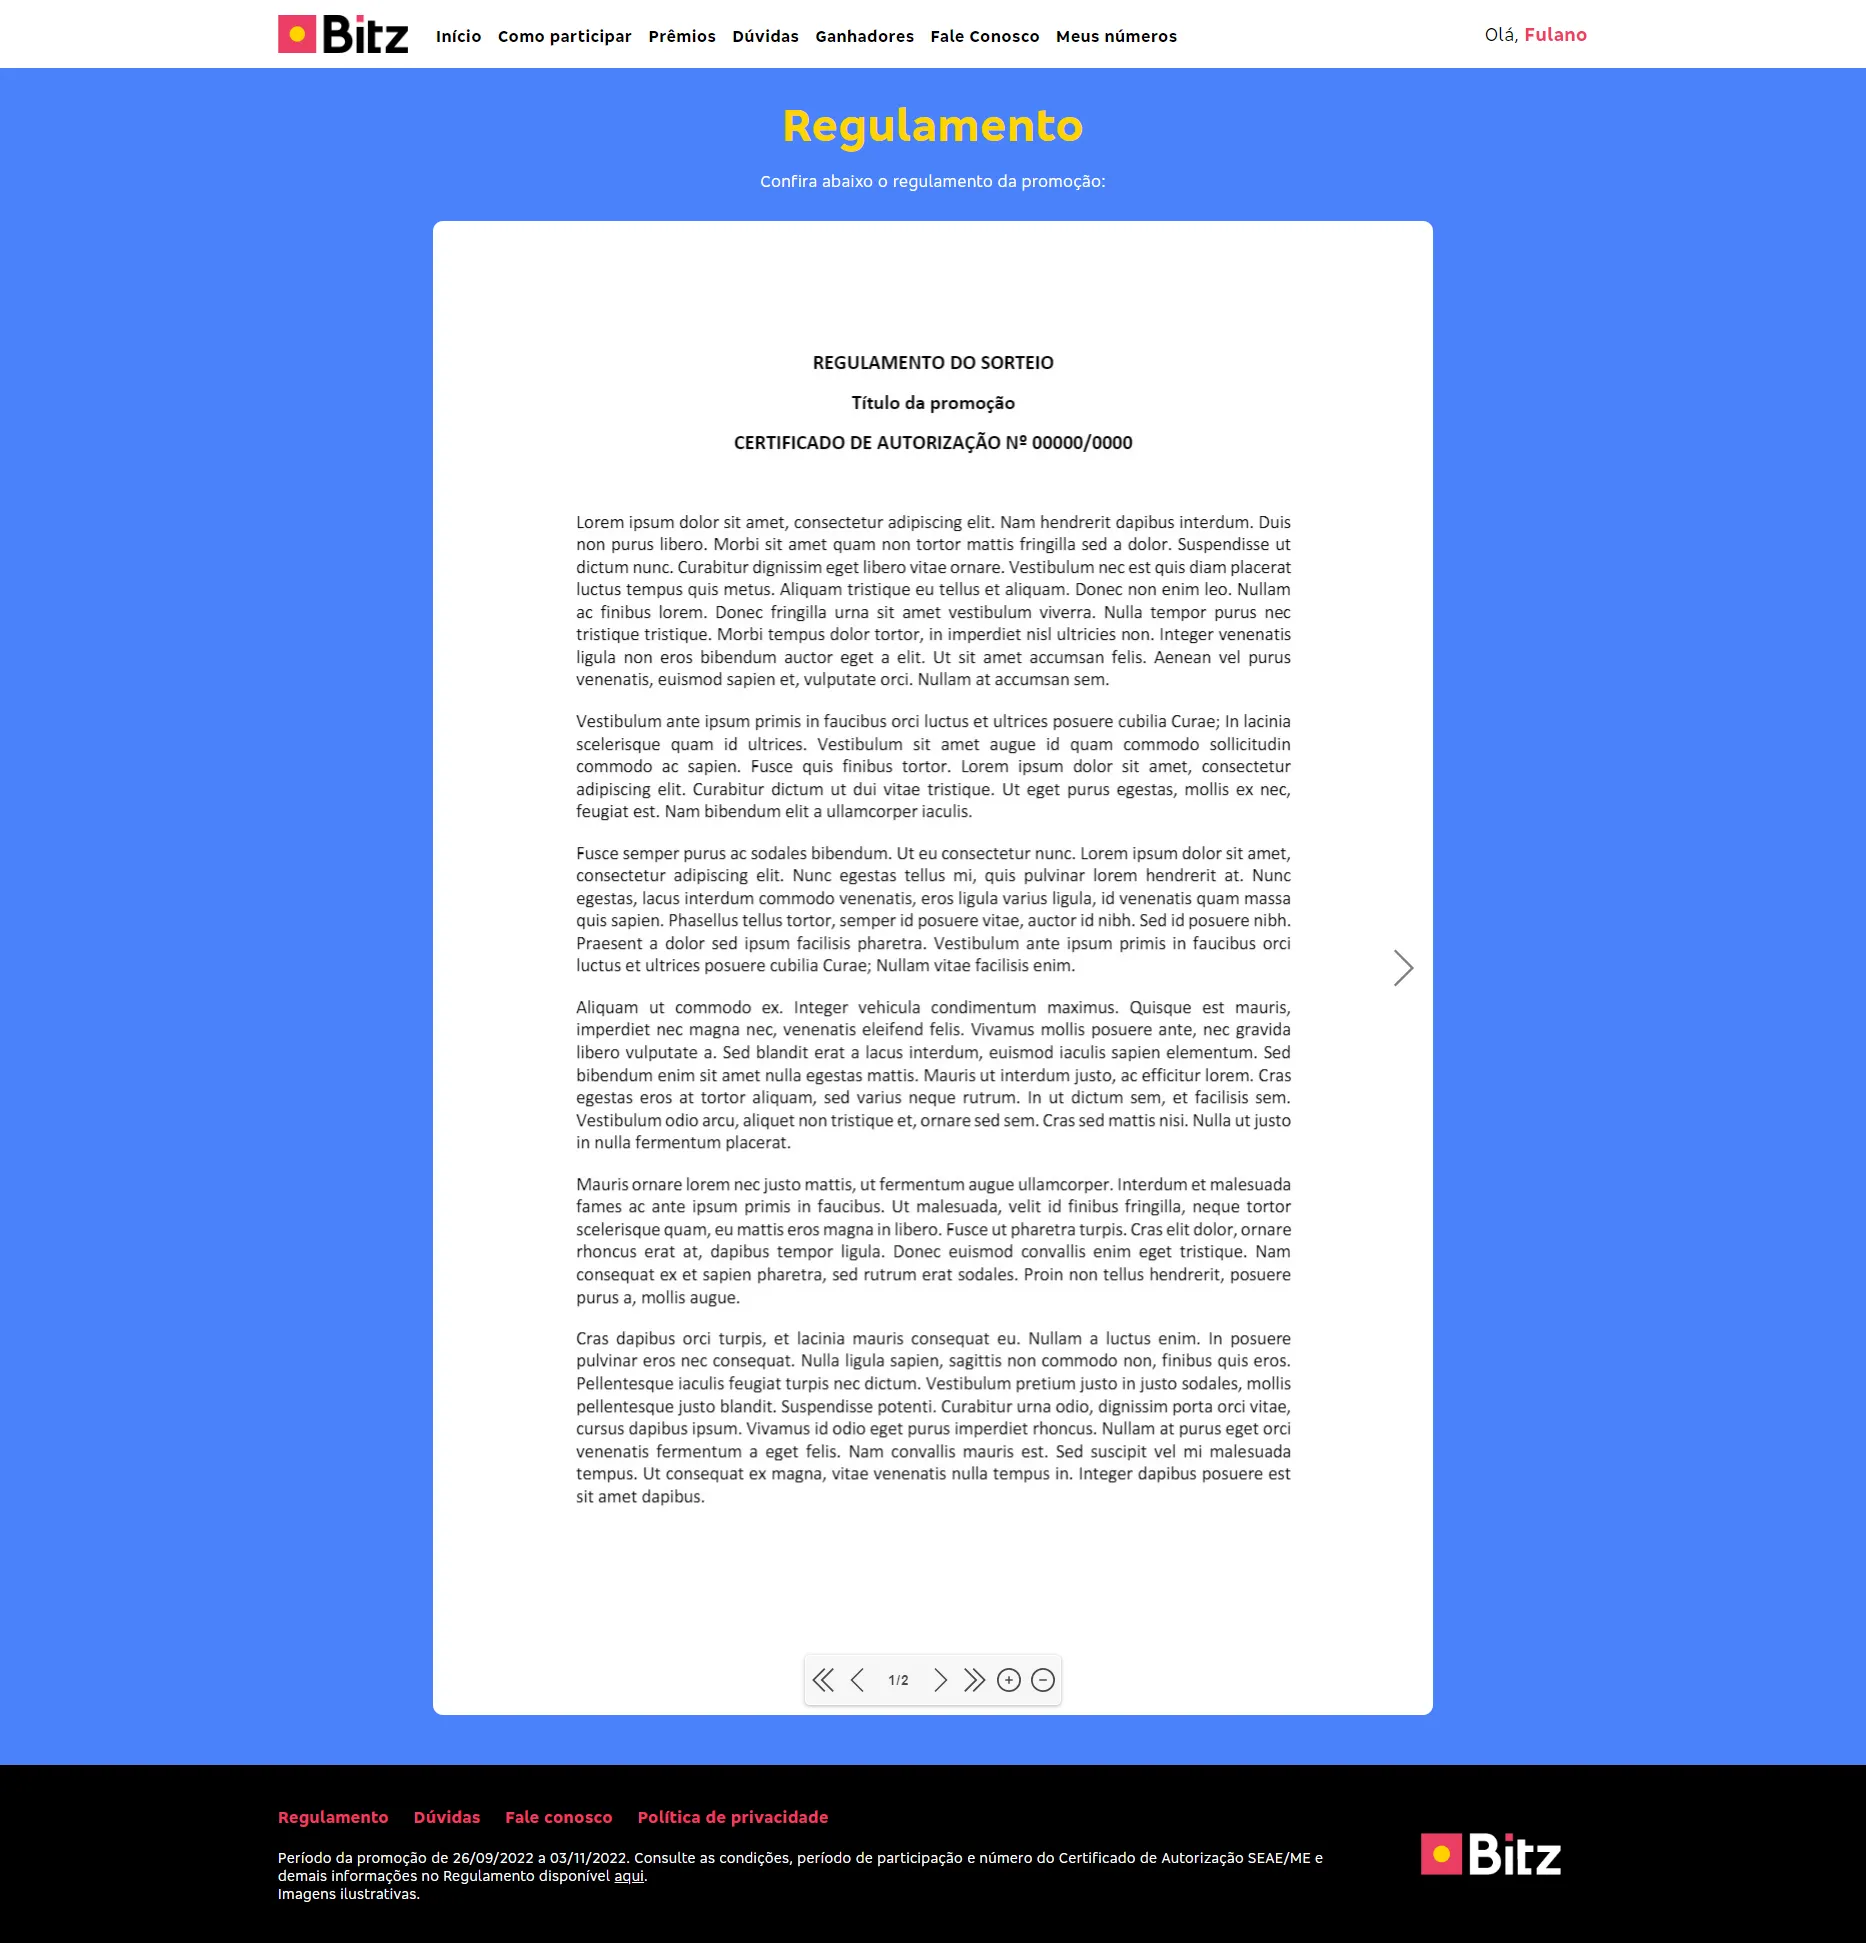 Bitz
Início Como participar Prêmios Dúvidas Ganhadores Fale Conosco Meus números
Olá, Fulano
Regulamento
Confira abaixo o regulamento da promoção:
REGULAMENTO DO SORTEIO
Título da promoção
CERTIFICADO DE AUTORIZAÇÃO Nº 00000/0000
Lorem ipsum dolor sit amet, consectetur adipiscing elit. Nam hendrerit dapibus interdum. Duis
non purus libero. Morbi sit amet quam non tortor mattis fringilla sed a dolor. Suspendisse ut
dictum nunc. Curabitur dignissim eget libero vitae ornare. Vestibulum nec est quis diam placerat
luctus tempus quis metus. Aliquam tristique eu tellus et aliquam. Donec non enim leo. Nullam
ac finibus lorem. Donec fringilla urna sit amet vestibulum viverra. Nulla tempor purus nec
tristique tristique. Morbi tempus dolor tortor, in imperdiet nisl ultricies non. Integer venenatis
ligula non eros bibendum auctor eget a elit. Ut sit amet accumsan felis. Aenean vel purus
venenatis, euismod sapien et, vulputate orci. Nullam at accumsan sem.
Vestibulum ante ipsum primis in faucibus orci luctus et ultrices posuere cubilia Curae; In lacinia
scelerisque quam id ultrices. Vestibulum sit amet augue id quam commodo sollicitudin
commodo ac sapien. Fusce quis finibus tortor. Lorem ipsum dolor sit amet, consectetur
adipiscing elit. Curabitur dictum ut dui vitae tristique. Ut eget purus egestas, mollis ex nec,
feugiat est. Nam bibendum elit a ullamcorper iaculis.
Fusce semper purus ac sodales bibendum. Ut eu consectetur nunc. Lorem ipsum dolor sit amet,
consectetur adipiscing elit. Nunc egestas tellus mi, quis pulvinar lorem hendrerit at. Nunc
egestas, lacus interdum commodo venenatis, eros ligula varius ligula, id venenatis quam massa
quis sapien. Phasellus tellus tortor, semper id posuere vitae, auctor id nibh. Sed id posuere nibh.
Praesent a dolor sed ipsum facilisis pharetra. Vestibulum ante ipsum primis in faucibus orci
luctus et ultrices posuere cubilia Curae; Nullam vitae facilisis enim.
Aliquam ut commodo ex. Integer vehicula condimentum maximus. Quisque est mauris,
imperdiet nec magna nec, venenatis eleifend felis. Vivamus mollis posuere ante, nec gravida
libero vulputate a. Sed blandit erat a lacus interdum, euismod iaculis sapien elementum. Sed
bibendum enim sit amet nulla egestas mattis. Mauris ut interdum justo, ac efficitur lorem. Cras
egestas eros at tortor aliquam, sed varius neque rutrum. In ut dictum sem, et facilisis sem.
Vestibulum odio arcu, aliquet non tristique et, ornare sed sem. Cras sed mattis nisi. Nulla ut justo
in nulla fermentum placerat.
Mauris ornare lorem nec justo mattis, ut fermentum augue ullamcorper. Interdum et malesuada
fames ac ante ipsum primis in faucibus. Ut malesuada, velit id finibus fringilla, neque tortor
scelerisque quam, eu mattis eros magna in libero. Fusce ut pharetra turpis. Cras elit dolor, ornare
rhoncus erat at, dapibus tempor ligula. Donec euismod convallis enim eget tristique. Nam
consequat ex et sapien pharetra, sed rutrum erat sodales. Proin non tellus hendrerit, posuere
purus a, mollis augue.
Cras dapibus orci turpis, et lacinia mauris consequat eu. Nullam a luctus enim. In posuere
pulvinar eros nec consequat. Nulla ligula sapien, sagittis non commodo non, finibus quis eros.
Pellentesque iaculis feugiat turpis nec dictum. Vestibulum pretium justo in justo sodales, mollis
pellentesque justo blandit. Suspendisse potenti. Curabitur urna odio, dignissim porta orci vitae,
cursus dapibus ipsum. Vivamus id odio eget purus imperdiet rhoncus. Nullam at purus eget orci
venenatis fermentum a eget felis. Nam convallis mauris est. Sed suscipit vel mi malesuada
tempus. Ut consequat ex magna, vitae venenatis nulla tempus in. Integer dapibus posuere est
sit amet dapibus.
1/2
Regulamento Dúvidas Fale conosco Política de privacidade
Período da promoção de 26/09/2022 a 03/11/2022. Consulte as condições, período de participação e número do Certificado de Autorização SEAE/ME e
demais informações no Regulamento disponível aqui.
Imagens ilustrativas.
Bitz